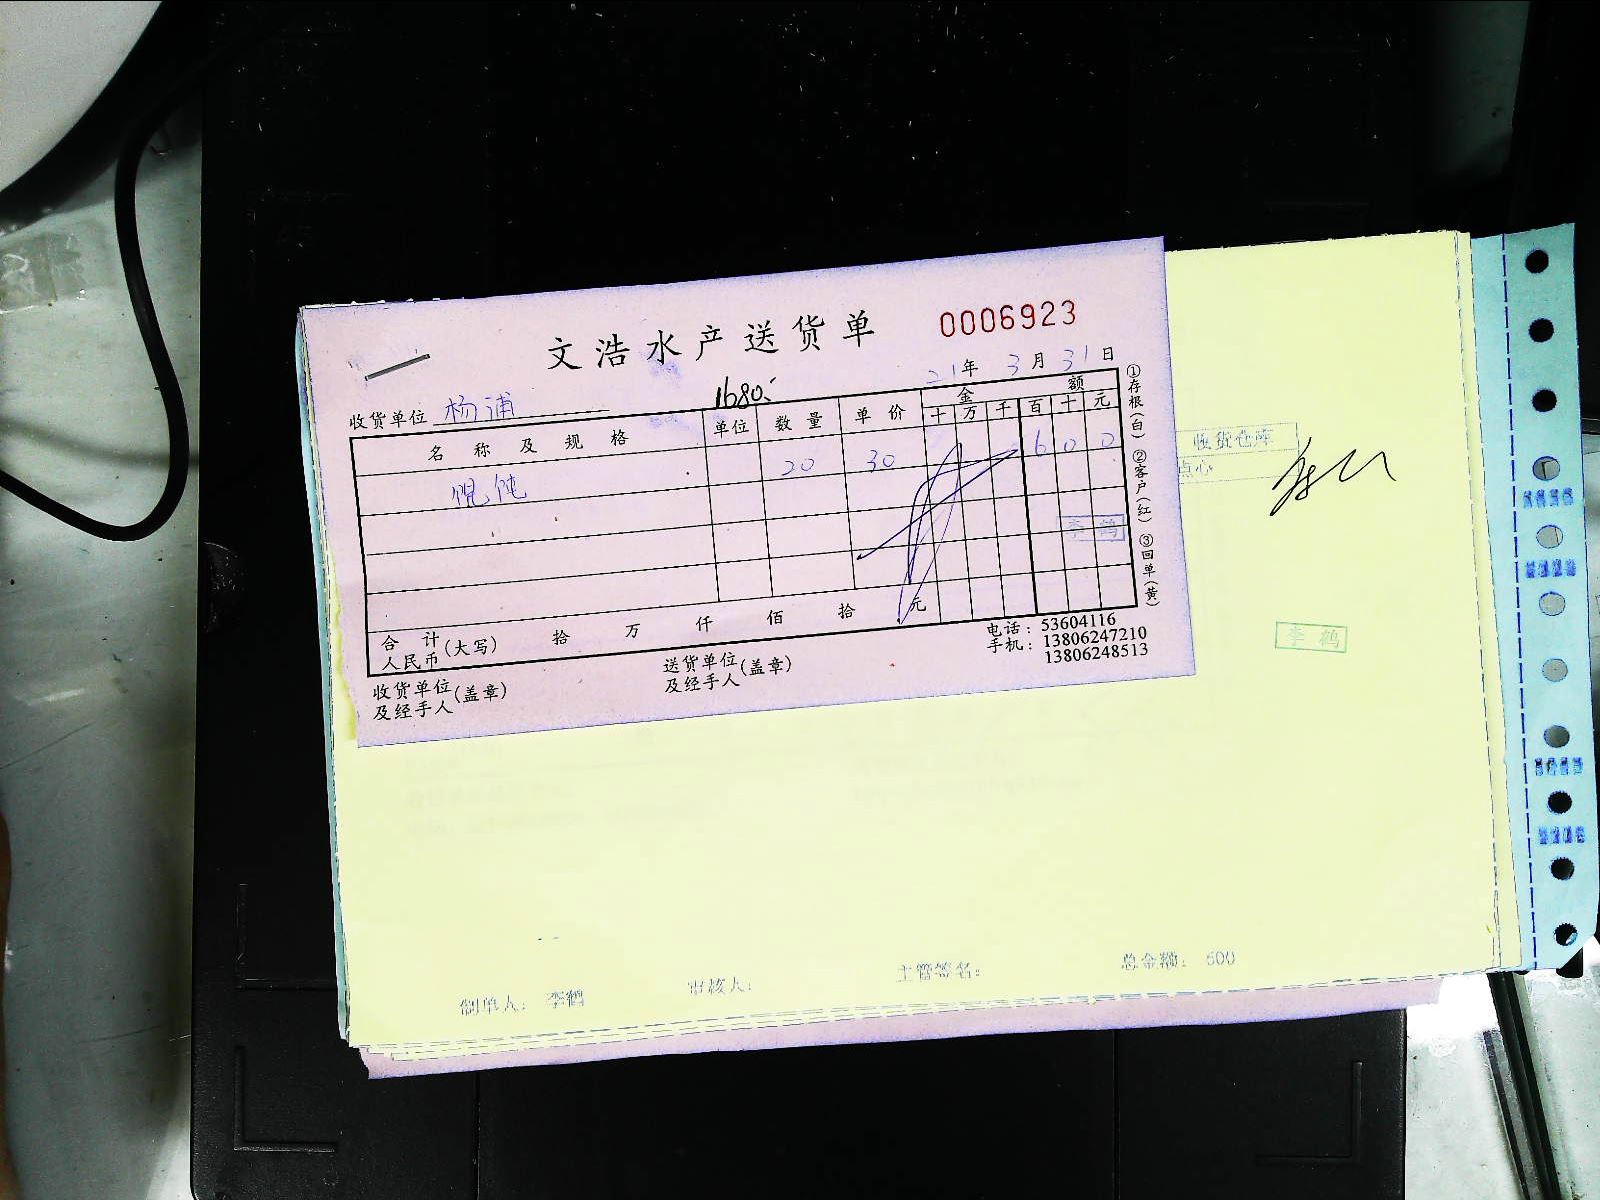 文浩水产送货单 0006923
21年 3月 31日
收货单位 杨浦 1680
名称及规格 单位 数量 单价 金额
十 万 千 百 十 元
馄饨 20 30 6 0 0
李鹤
合计人民币(大写) 拾 万 仟 佰 拾 元
收货单位及经手人(盖章) 送货单位及经手人(盖章)
电话：53604116
手机：13806247210
13806248513
①存根(白) ②客户(红) ③回单(黄)
收货仓库
点心
李鹤
制单人: 李鹤 审核人: 主管签名: 总金额: 600